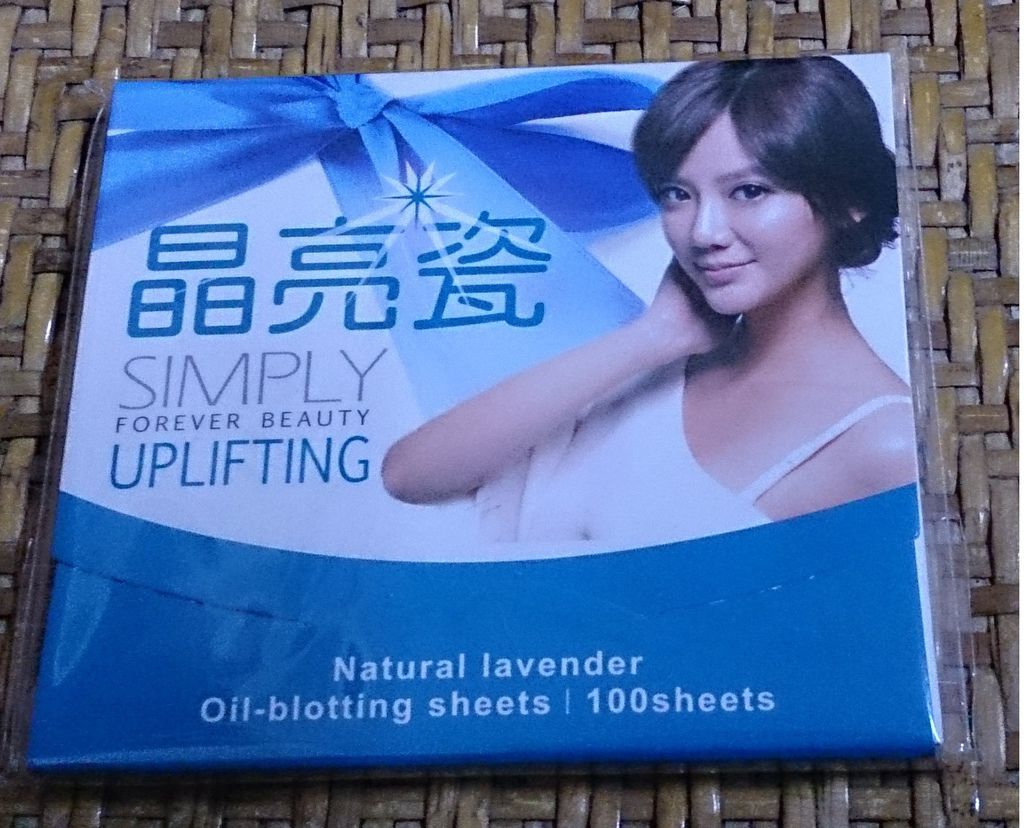 晶亮瓷
SIMPLY
FOREVER BEAUTY
UPLIFTING
Natural lavender
Oil-blotting sheets | 100sheets